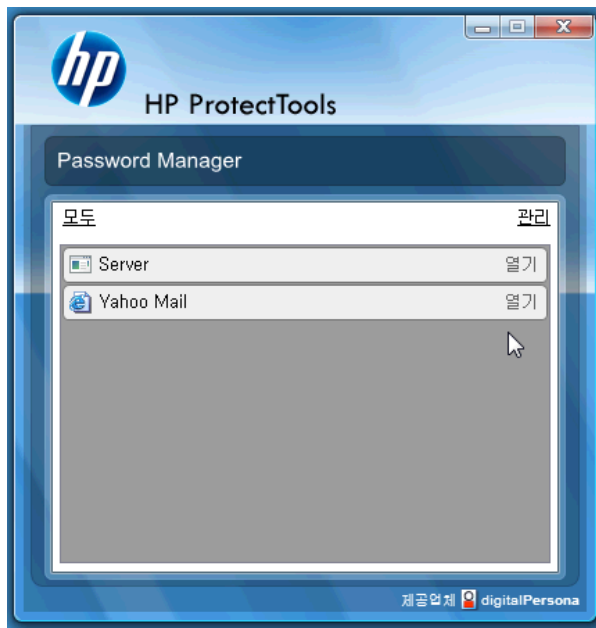 hp
HP ProtectTools
Password Manager
모두 관리
Server 열기
Yahoo Mail 열기
제공업체 digitalPersona